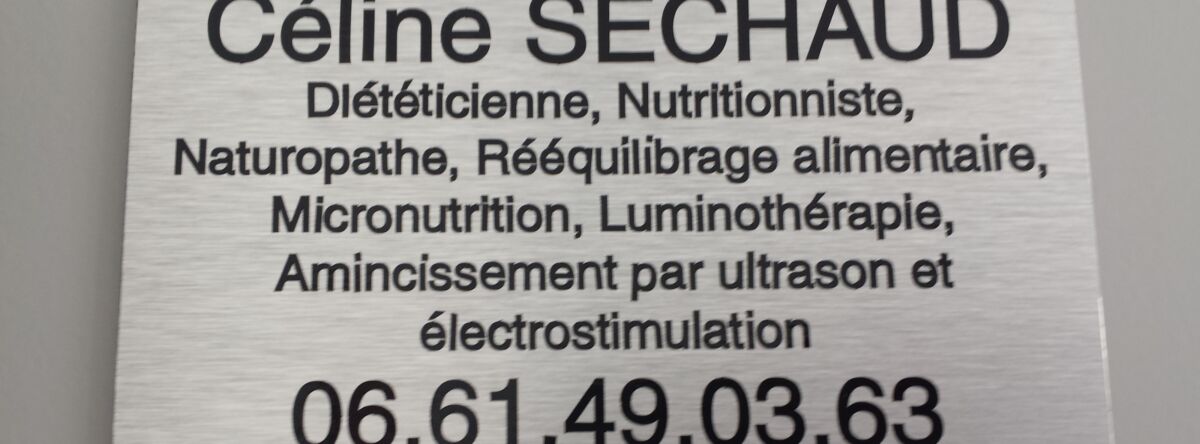 Céline SECHAUD
Diététicienne, Nutritionniste,
Naturopathe, Rééquilibrage alimentaire,
Micronutrition, Luminothérapie,
Amincissement par ultrason et
électrostimulation
06.61.49.03.63